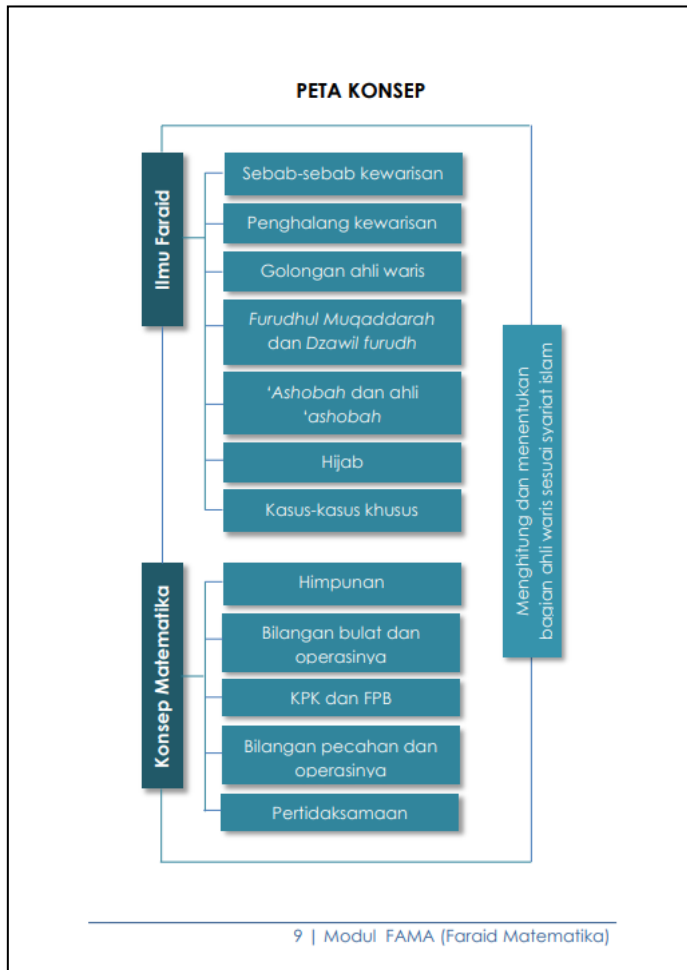 PETA KONSEP
Ilmu Faraid
Sebab-sebab kewarisan
Penghalang kewarisan
Golongan ahli waris
Furudhul Muqaddarah
dan Dzawil furudh
‘Ashobah dan ahli
‘ashobah
Hijab
Kasus-kasus khusus
Konsep Matematika
Himpunan
Bilangan bulat dan
operasinya
KPK dan FPB
Bilangan pecahan dan
operasinya
Pertidaksamaan
Menghitung dan menentukan
bagian ahli waris sesuai syariat islam
9 | Modul FAMA (Faraid Matematika)